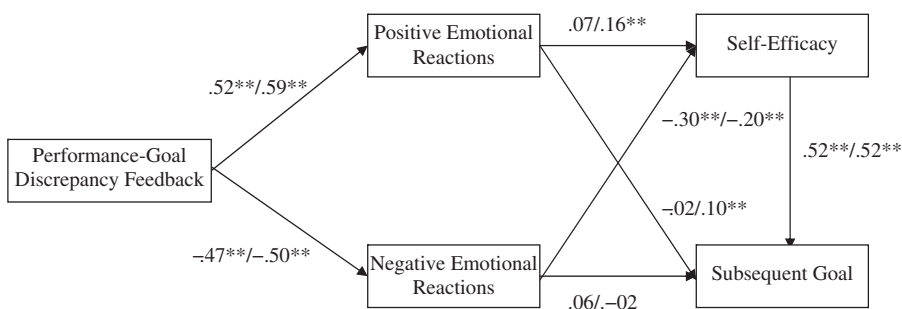 Positive Emotional
Reactions
.07/.16**
Self-Efficacy
.52**/.59**
−.30**/−.20**
Performance-Goal
Discrepancy Feedback
.52**/.52**
−.02/.10**
−.47**/−.50**
Negative Emotional
Reactions
Subsequent Goal
.06/.−02